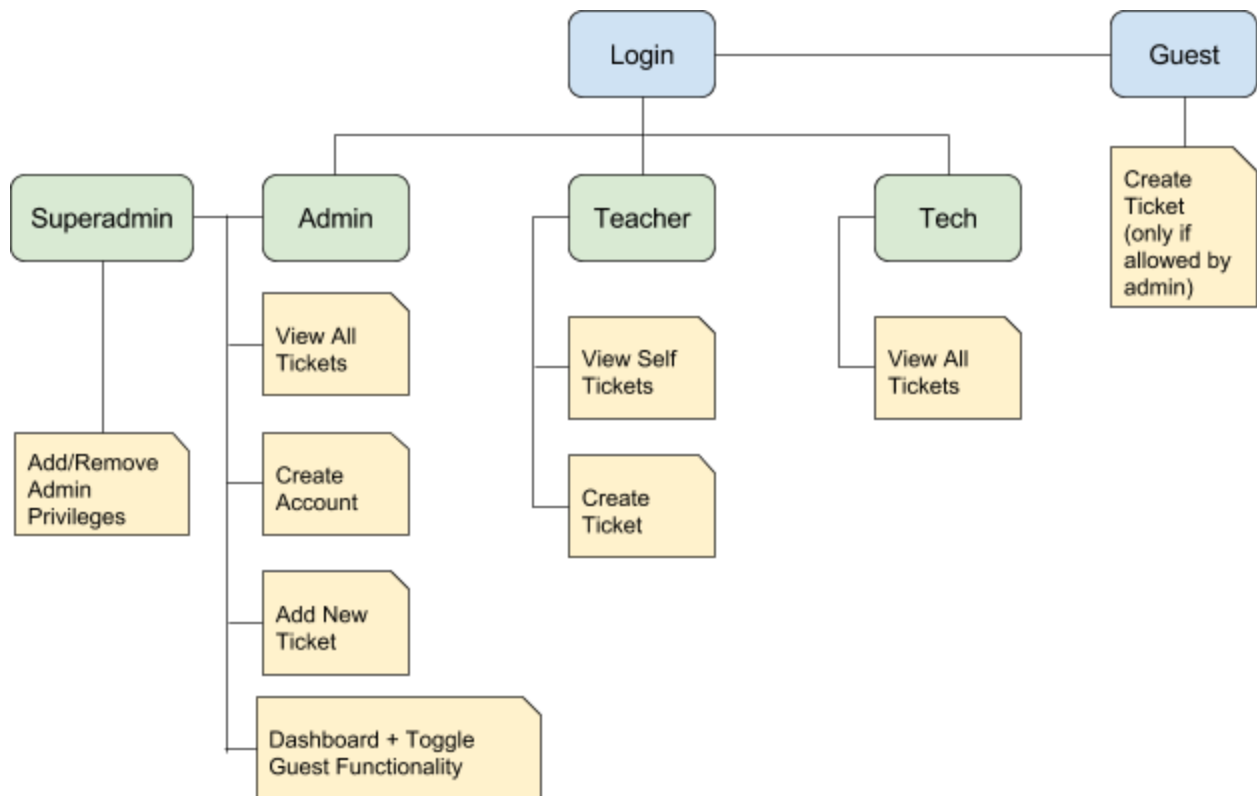 Login
Guest
Superadmin
Admin
Teacher
Tech
Create
Ticket
(only if
allowed by
admin)
View All
Tickets
View Self
Tickets
View All
Tickets
Add/Remove
Admin
Privileges
Create
Account
Create
Ticket
Add New
Ticket
Dashboard + Toggle
Guest Functionality